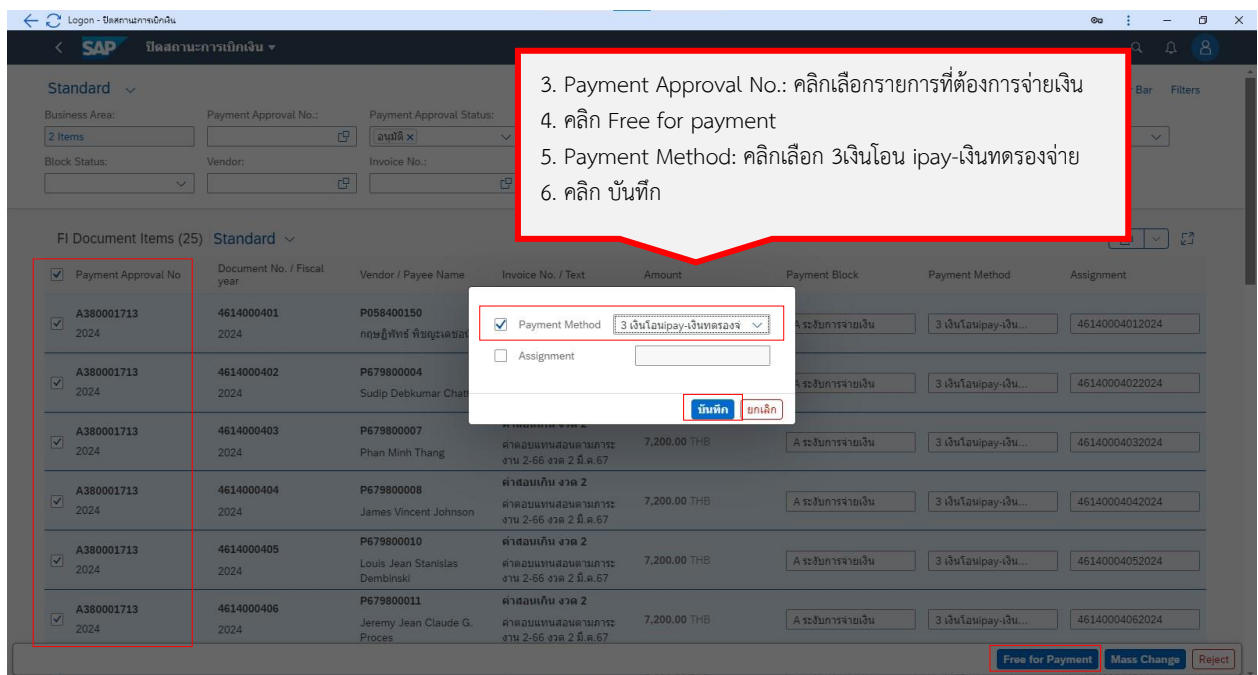 Logon - ปิดสถานะการเบิกเงิน
SAP ปิดสถานะการเบิกเงิน
3. Payment Approval No.: คลิกเลือกรายการที่ต้องการจ่ายเงิน
4. คลิก Free for payment
5. Payment Method: คลิกเลือก 3เงินโอน ipay-เงินทดรองจ่าย
6. คลิก บันทึก
Standard
Bar Filters
Business Area: Payment Approval No.: Payment Approval Status:
2 Items อนุมัติ ×
Block Status: Vendor: Invoice No.:
FI Document Items (25) Standard
Payment Approval No Document No. / Fiscal year Vendor / Payee Name Invoice No. / Text Amount Payment Block Payment Method Assignment
Payment Method 3 เงินโอนipay-เงินทดรองจ่
Assignment
บันทึก ยกเลิก
A380001713 4614000401 P058400150
2024 2024
ระงับการจ่ายเงิน 3 เงินโอนipay-เงิน... 46140004012024
A380001713 4614000402 P679800004
2024 2024 Sudip Debkumar
ระงับการจ่ายเงิน 3 เงินโอนipay-เงิน... 46140004022024
A380001713 4614000403 P679800007
2024 2024 Phan Minh Thang
ค่าตอบแทนสอนตามภาระ
งาน 2-66 งวด 2 มี.ค.67
7,200.00 THB A ระงับการจ่ายเงิน 3 เงินโอนipay-เงิน... 46140004032024
A380001713 4614000404 P679800008 ค่าสอนเกิน งวด 2
2024 2024 James Vincent Johnson
ค่าตอบแทนสอนตามภาระ
งาน 2-66 งวด 2 มี.ค.67
7,200.00 THB A ระงับการจ่ายเงิน 3 เงินโอนipay-เงิน... 46140004042024
A380001713 4614000405 P679800010 ค่าสอนเกิน งวด 2
2024 2024 Louis Jean Stanislas
Dembinski
ค่าตอบแทนสอนตามภาระ
งาน 2-66 งวด 2 มี.ค.67
7,200.00 THB A ระงับการจ่ายเงิน 3 เงินโอนipay-เงิน... 46140004052024
A380001713 4614000406 P679800011 ค่าสอนเกิน งวด 2
2024 2024 Jeremy Jean Claude G.
Proces
ค่าตอบแทนสอนตามภาระ
งาน 2-66 งวด 2 มี.ค.67
7,200.00 THB A ระงับการจ่ายเงิน 3 เงินโอนipay-เงิน... 46140004062024
Free for Payment Mass Change Reject